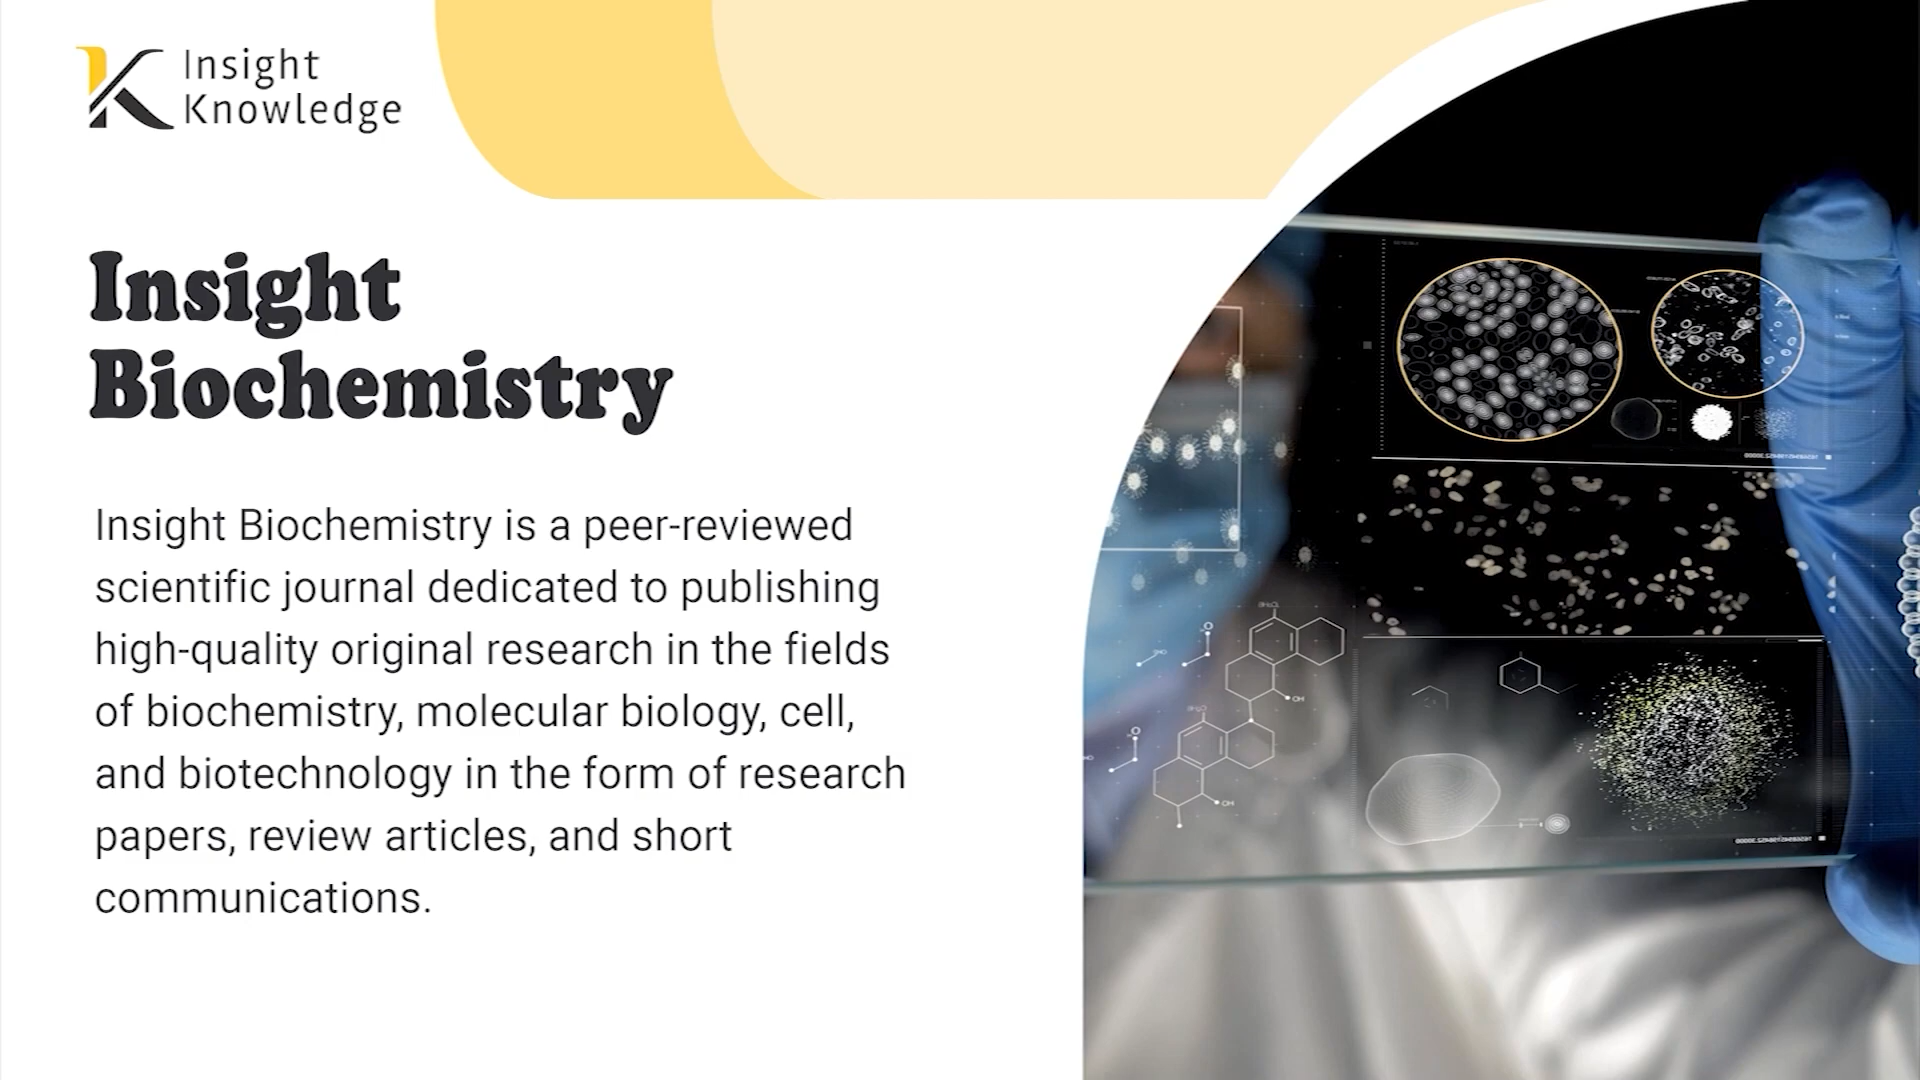 Insight
Knowledge
Insight
Biochemistry
Insight Biochemistry is a peer-reviewed
scientific journal dedicated to publishing
high-quality original research in the fields
of biochemistry, molecular biology, cell,
and biotechnology in the form of research
papers, review articles, and short
communications.
OH
OH